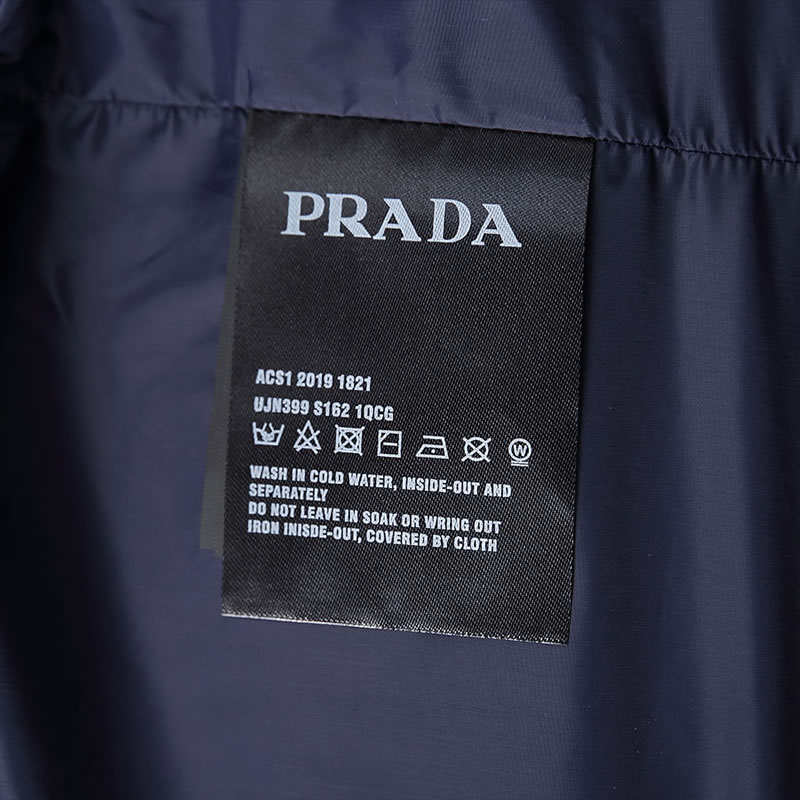 PRADA
ACS1 2019 1821
UJN399 S162 1QCG
W
WASH IN COLD WATER, INSIDE-OUT AND
SEPARATELY
DO NOT LEAVE IN SOAK OR WRING OUT
IRON INISDE-OUT, COVERED BY CLOTH